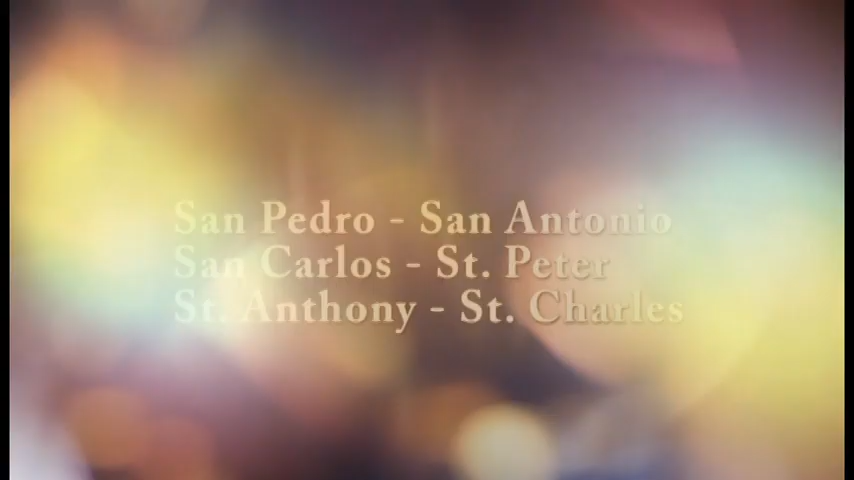 San Pedro - San Antonio
San Carlos - St. Peter
St. Anthony - St. Charles